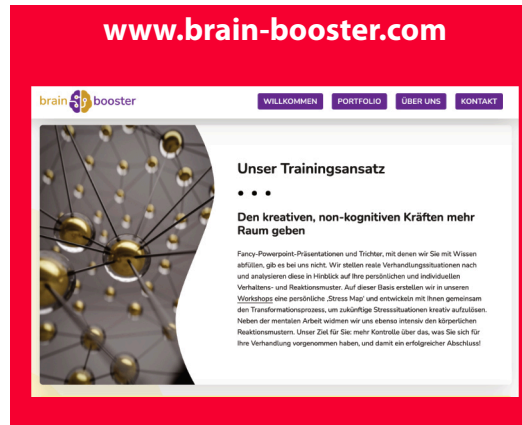 www.brain-booster.com
brain booster
WILLKOMMEN PORTFOLIO ÜBER UNS KONTAKT
Unser Trainingsansatz
Den kreativen, non-kognitiven Kräften mehr
Raum geben
Fancy-Powerpoint-Präsentationen und Trichter, mit denen wir Sie mit Wissen
abfüllen, gib es bei uns nicht. Wir stellen reale Verhandlungssituationen nach
und analysieren diese in Hinblick auf Ihre persönlichen und individuellen
Verhaltens- und Reaktionsmuster. Auf dieser Basis erstellen wir in unseren
Workshops eine persönliche ‚Stress Map' und entwickeln mit Ihnen gemeinsam
den Transformationsprozess, um zukünftige Stresssituationen kreativ aufzulösen.
Neben der mentalen Arbeit widmen wir uns ebenso intensiv den körperlichen
Reaktionsmustern. Unser Ziel für Sie: mehr Kontrolle über das, was Sie sich für
Ihre Verhandlung vorgenommen haben, und damit ein erfolgreicher Abschluss!